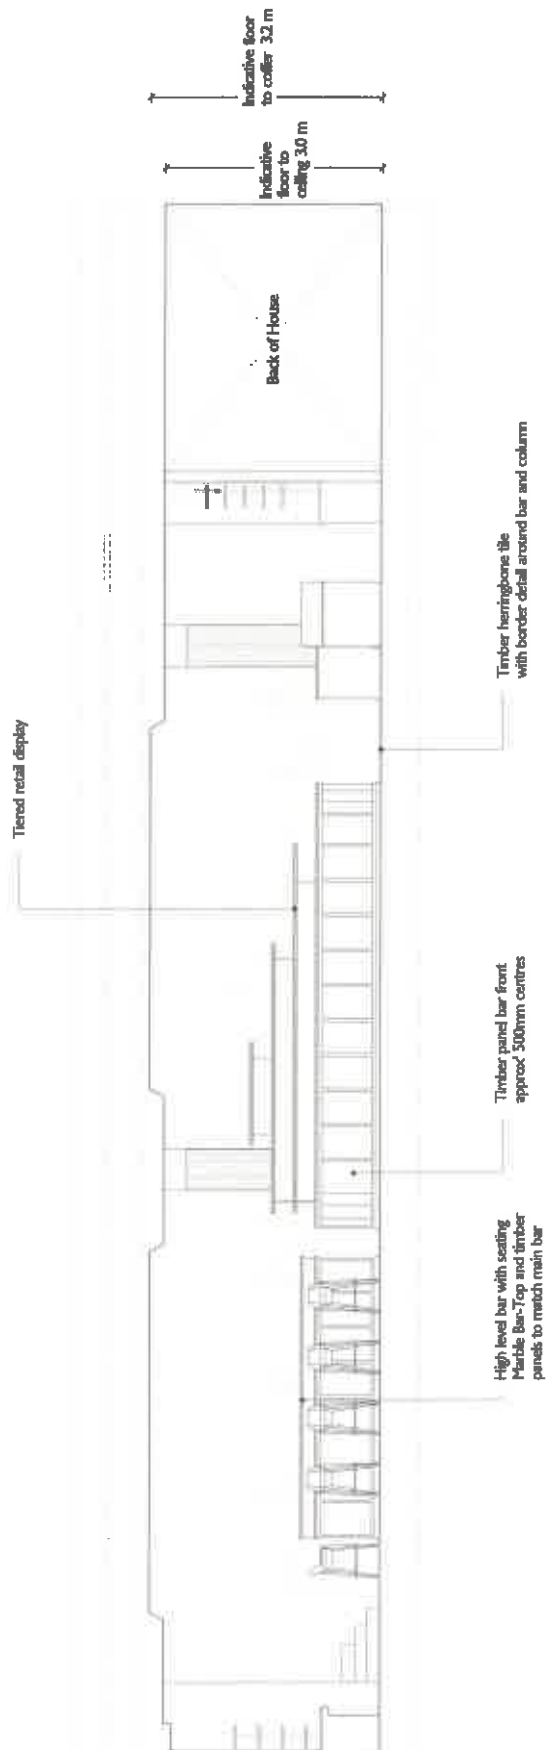 Tiered retail display
Indicative floor
to coffer 3.2 m
Indicative
floor to
ceiling 3.0 m
Back of House
High level bar with seating
Marble Bar-Top and timber
panels to match main bar
Timber panel bar front
approx' 500mm centres
Timber herringbone tile
with border detail around bar and column